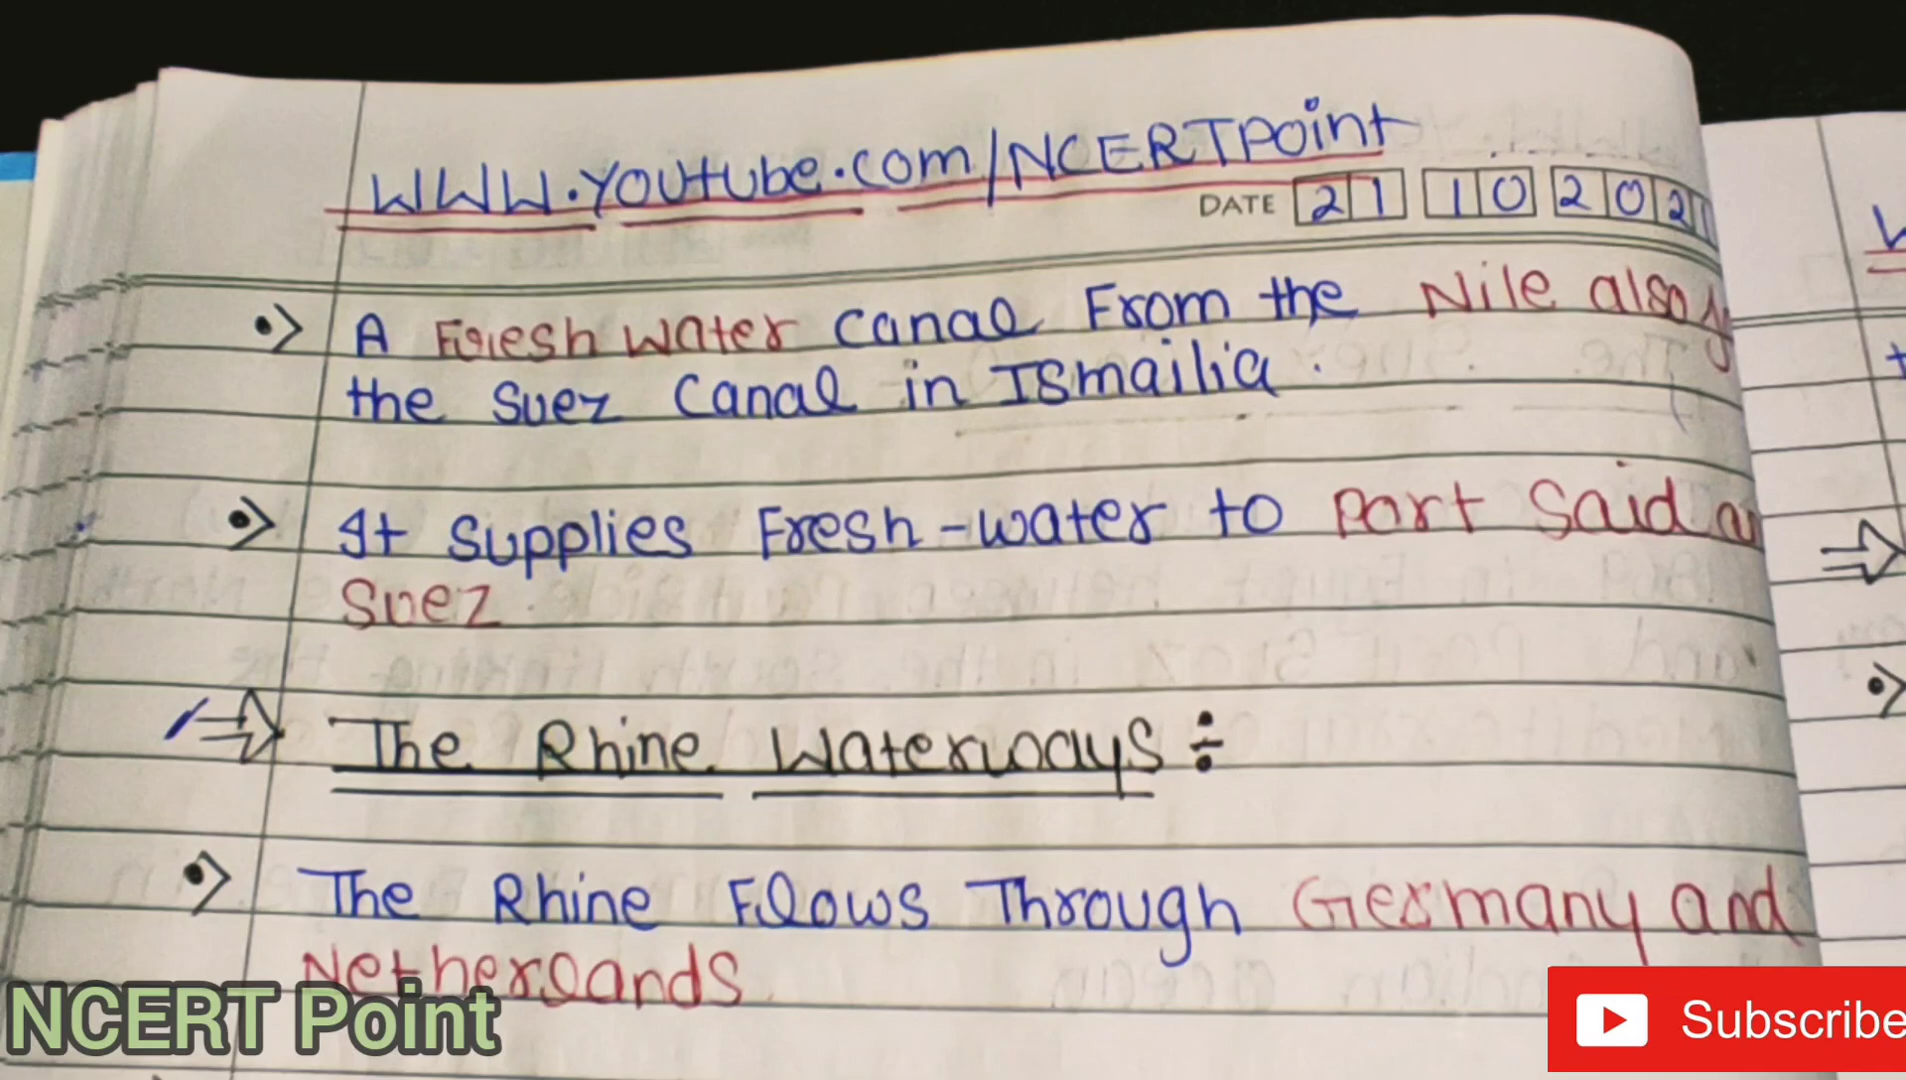 www.Youtube.com/NCERTPoint
DATE 21 10 2021
A Fresh water canal From the Nile also
the Suez Canal in Ismailia.
It Supplies Fresh-water to Port Said
Suez.
The Rhine Waterways
The Rhine Flows Through Germany and
Netherlands.
NCERT Point
Subscribe